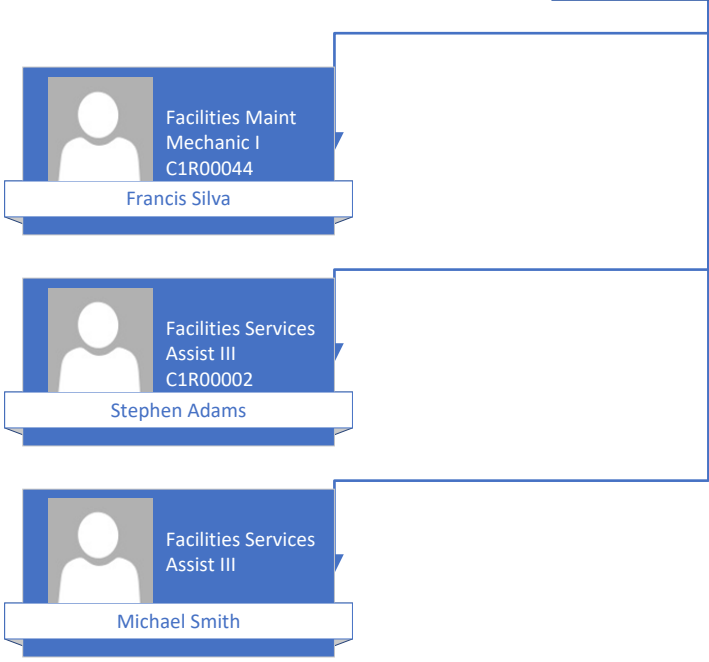 Facilities Maint
Mechanic I
C1R00044
Francis Silva
Facilities Services
Assist III
C1R00002
Stephen Adams
Facilities Services
Assist III
Michael Smith